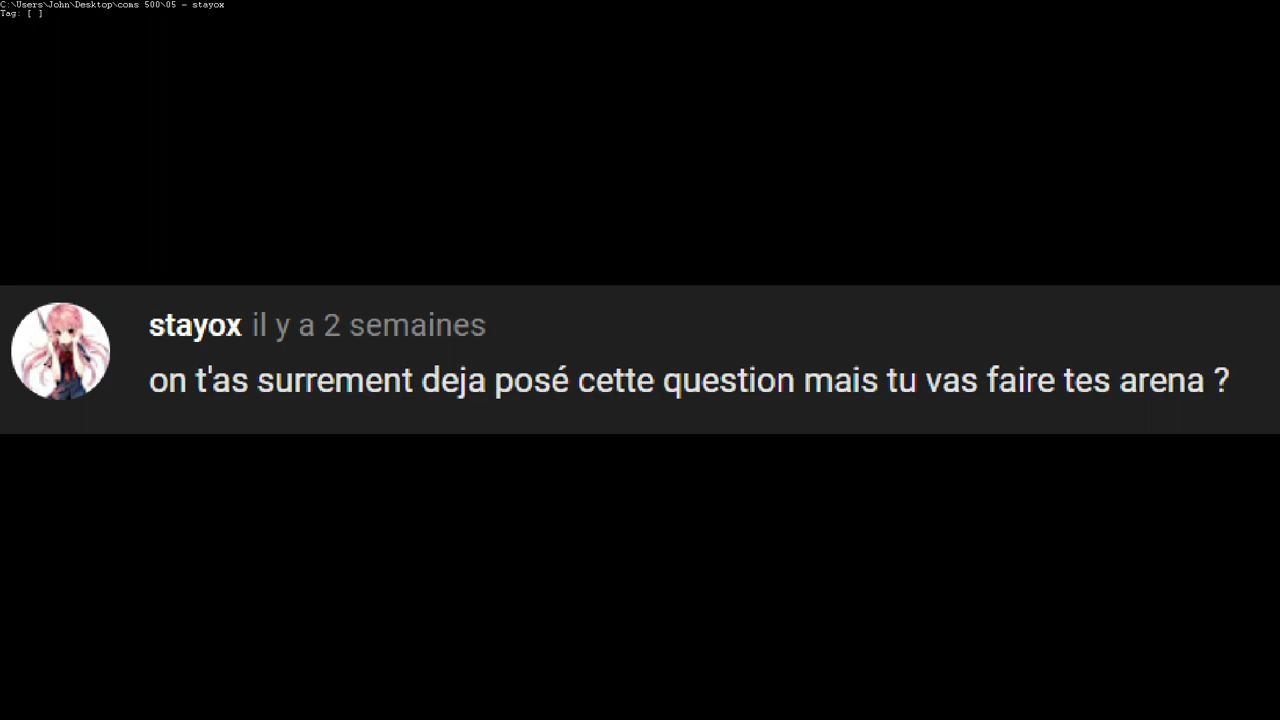 C:\Users\John\Desktop\coms 500\05 - stayox
Tag: [ ]
stayox il y a 2 semaines
on t'as surrement deja posé cette question mais tu vas faire tes arena ?